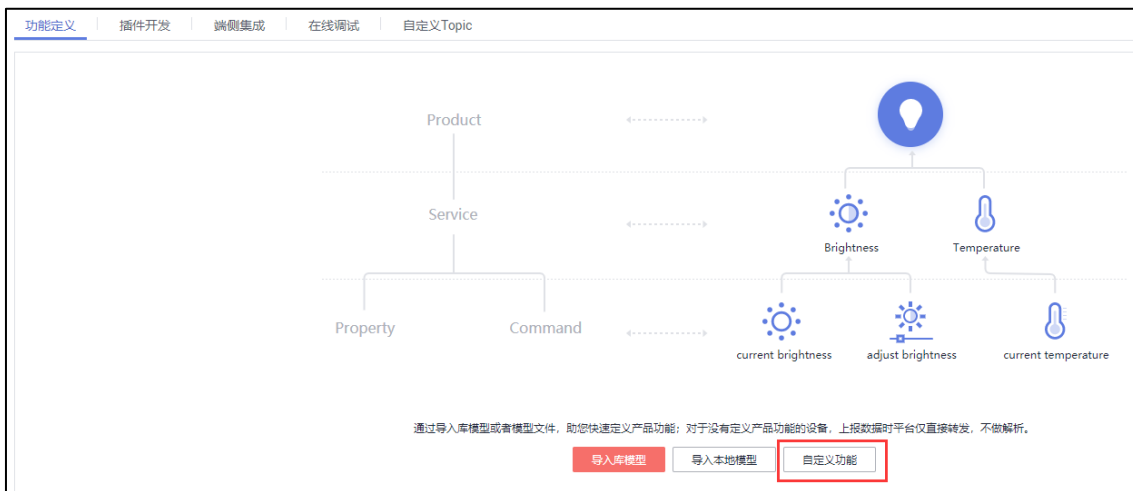 功能定义 插件开发 端侧集成 在线调试 自定义Topic
Product
Service
Brightness Temperature
Property Command
current brightness adjust brightness current temperature
通过导入库模型或者模型文件，助您快速定义产品功能；对于没有定义产品功能的设备，上报数据时平台仅直接转发，不做解析。
导入库模型 导入本地模型 自定义功能